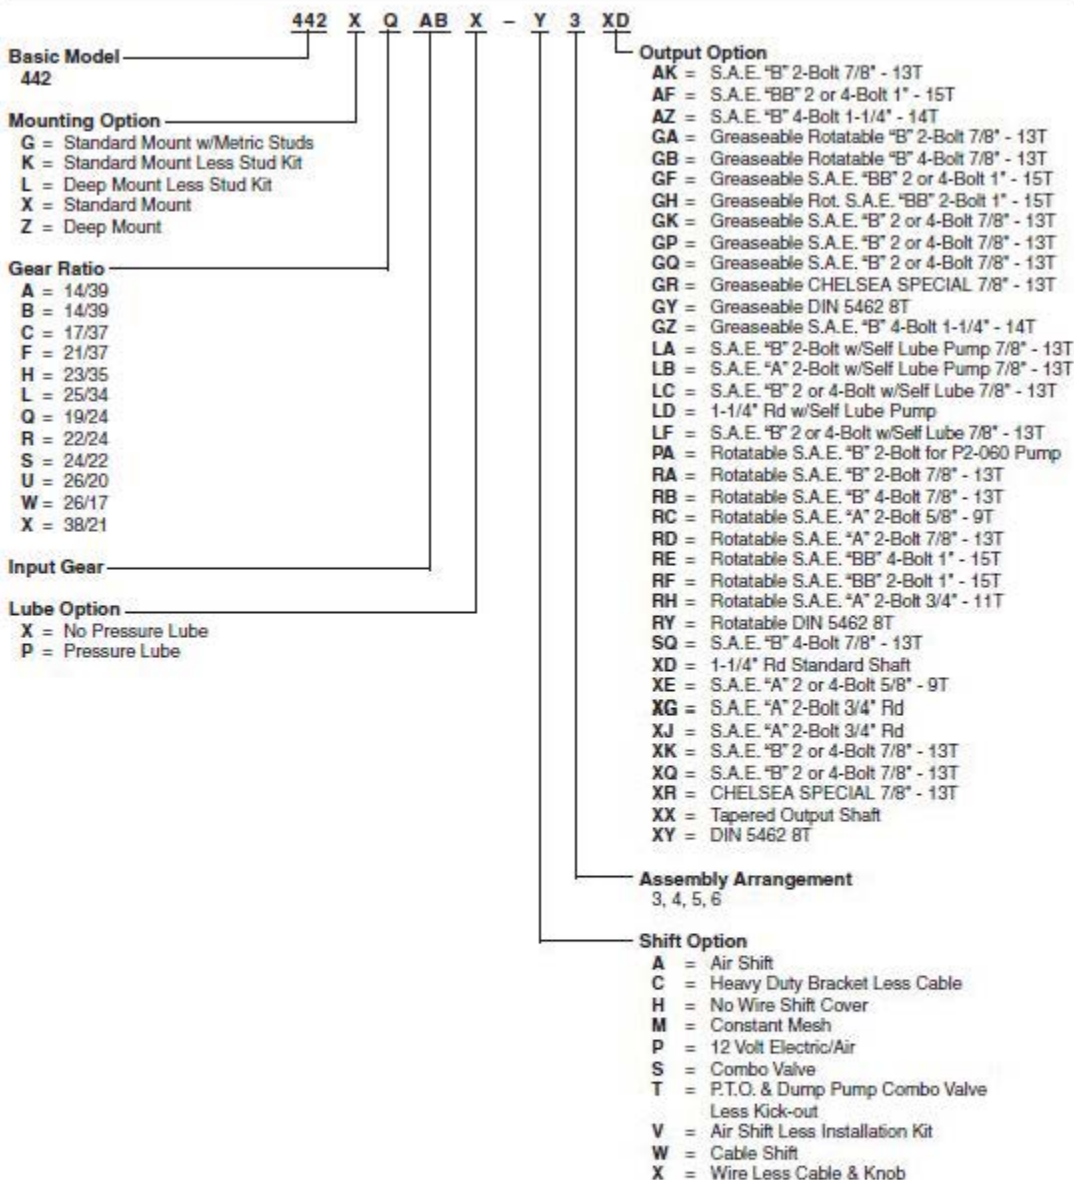 442 X Q AB X - Y 3 XD
Basic Model
442
Mounting Option
G = Standard Mount w/Metric Studs
K = Standard Mount Less Stud Kit
L = Deep Mount Less Stud Kit
X = Standard Mount
Z = Deep Mount
Gear Ratio
A = 14/39
B = 14/39
C = 17/37
F = 21/37
H = 23/35
L = 25/34
Q = 19/24
R = 22/24
S = 24/22
U = 26/20
W = 26/17
X = 38/21
Input Gear
Lube Option
X = No Pressure Lube
P = Pressure Lube
Output Option
AK = S.A.E. "B" 2-Bolt 7/8" - 13T
AF = S.A.E. "BB" 2 or 4-Bolt 1" - 15T
AZ = S.A.E. "B" 4-Bolt 1-1/4" - 14T
GA = Greaseable Rotatable "B" 2-Bolt 7/8" - 13T
GB = Greaseable Rotatable "B" 4-Bolt 7/8" - 13T
GF = Greaseable S.A.E. "BB" 2 or 4-Bolt 1" - 15T
GH = Greaseable Rot. S.A.E. "BB" 2-Bolt 1" - 15T
GK = Greaseable S.A.E. "B" 2 or 4-Bolt 7/8" - 13T
GP = Greaseable S.A.E. "B" 2 or 4-Bolt 7/8" - 13T
GQ = Greaseable S.A.E. "B" 2 or 4-Bolt 7/8" - 13T
GR = Greaseable CHELSEA SPECIAL 7/8" - 13T
GY = Greaseable DIN 5462 8T
GZ = Greaseable S.A.E. "B" 4-Bolt 1-1/4" - 14T
LA = S.A.E. "B" 2-Bolt w/Self Lube Pump 7/8" - 13T
LB = S.A.E. "A" 2-Bolt w/Self Lube Pump 7/8" - 13T
LC = S.A.E. "B" 2 or 4-Bolt w/Self Lube 7/8" - 13T
LD = 1-1/4" Rd w/Self Lube Pump
LF = S.A.E. "B" 2 or 4-Bolt w/Self Lube 7/8" - 13T
PA = Rotatable S.A.E. "B" 2-Bolt for P2-060 Pump
RA = Rotatable S.A.E. "B" 2-Bolt 7/8" - 13T
RB = Rotatable S.A.E. "B" 4-Bolt 7/8" - 13T
RC = Rotatable S.A.E. "A" 2-Bolt 5/8" - 9T
RD = Rotatable S.A.E. "A" 2-Bolt 7/8" - 13T
RE = Rotatable S.A.E. "BB" 4-Bolt 1" - 15T
RF = Rotatable S.A.E. "BB" 2-Bolt 1" - 15T
RH = Rotatable S.A.E. "A" 2-Bolt 3/4" - 11T
RY = Rotatable DIN 5462 8T
SQ = S.A.E. "B" 4-Bolt 7/8" - 13T
XD = 1-1/4" Rd Standard Shaft
XE = S.A.E. "A" 2 or 4-Bolt 5/8" - 9T
XG = S.A.E. "A" 2-Bolt 3/4" Rd
XJ = S.A.E. "A" 2-Bolt 3/4" Rd
XK = S.A.E. "B" 2 or 4-Bolt 7/8" - 13T
XQ = S.A.E. "B" 2 or 4-Bolt 7/8" - 13T
XR = CHELSEA SPECIAL 7/8" - 13T
XX = Tapered Output Shaft
XY = DIN 5462 8T
Assembly Arrangement
3, 4, 5, 6
Shift Option
A = Air Shift
C = Heavy Duty Bracket Less Cable
H = No Wire Shift Cover
M = Constant Mesh
P = 12 Volt Electric/Air
S = Combo Valve
T = P.T.O. & Dump Pump Combo Valve
Less Kick-out
V = Air Shift Less Installation Kit
W = Cable Shift
X = Wire Less Cable & Knob